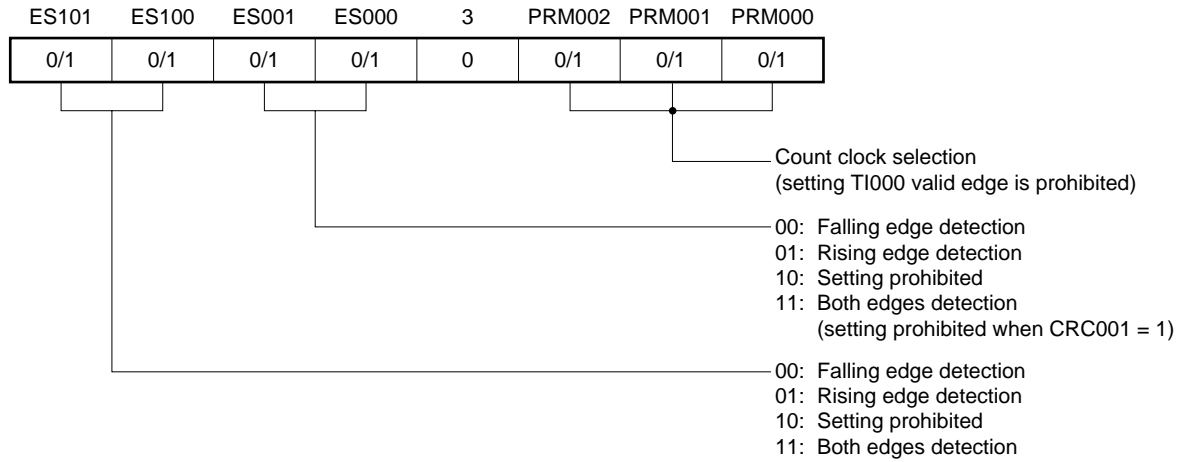 ES101 ES100 ES001 ES000 3 PRM002 PRM001 PRM000
0/1 0/1 0/1 0/1 0 0/1 0/1 0/1
Count clock selection
(setting TI000 valid edge is prohibited)
00: Falling edge detection
01: Rising edge detection
10: Setting prohibited
11: Both edges detection
(setting prohibited when CRC001 = 1)
00: Falling edge detection
01: Rising edge detection
10: Setting prohibited
11: Both edges detection